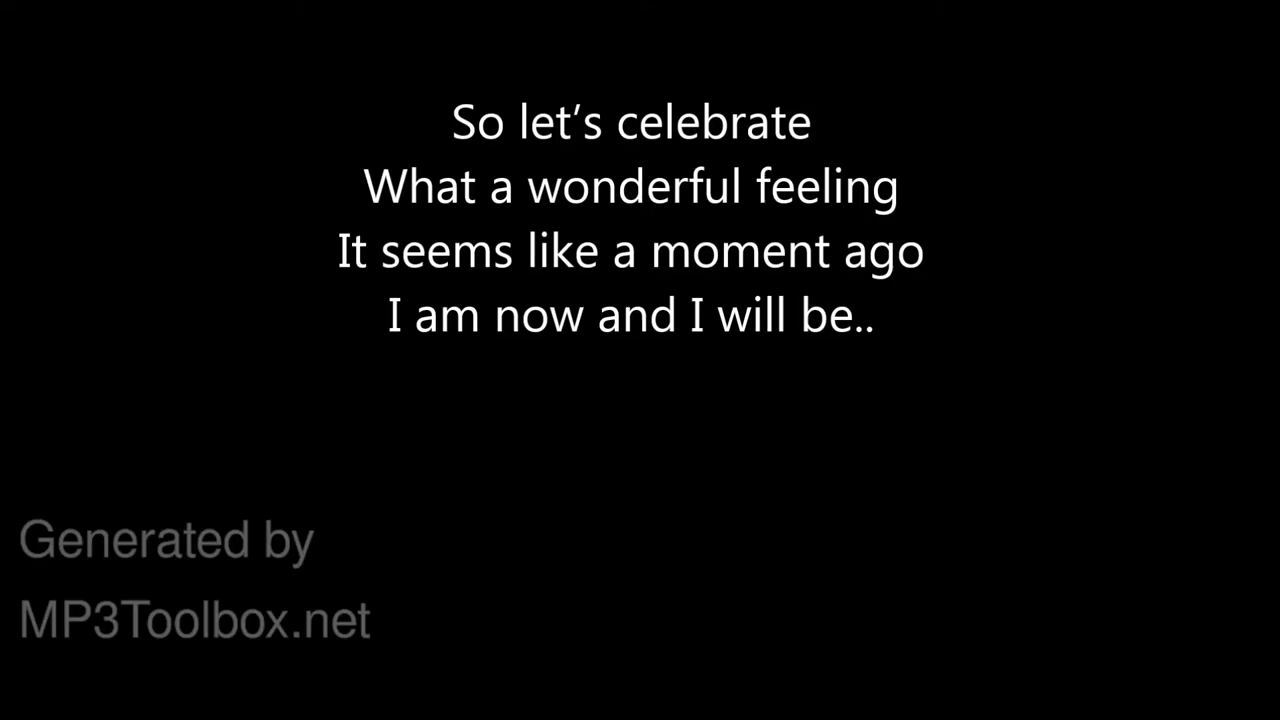 So let’s celebrate
What a wonderful feeling
It seems like a moment ago
I am now and I will be..
Generated by
MP3Toolbox.net